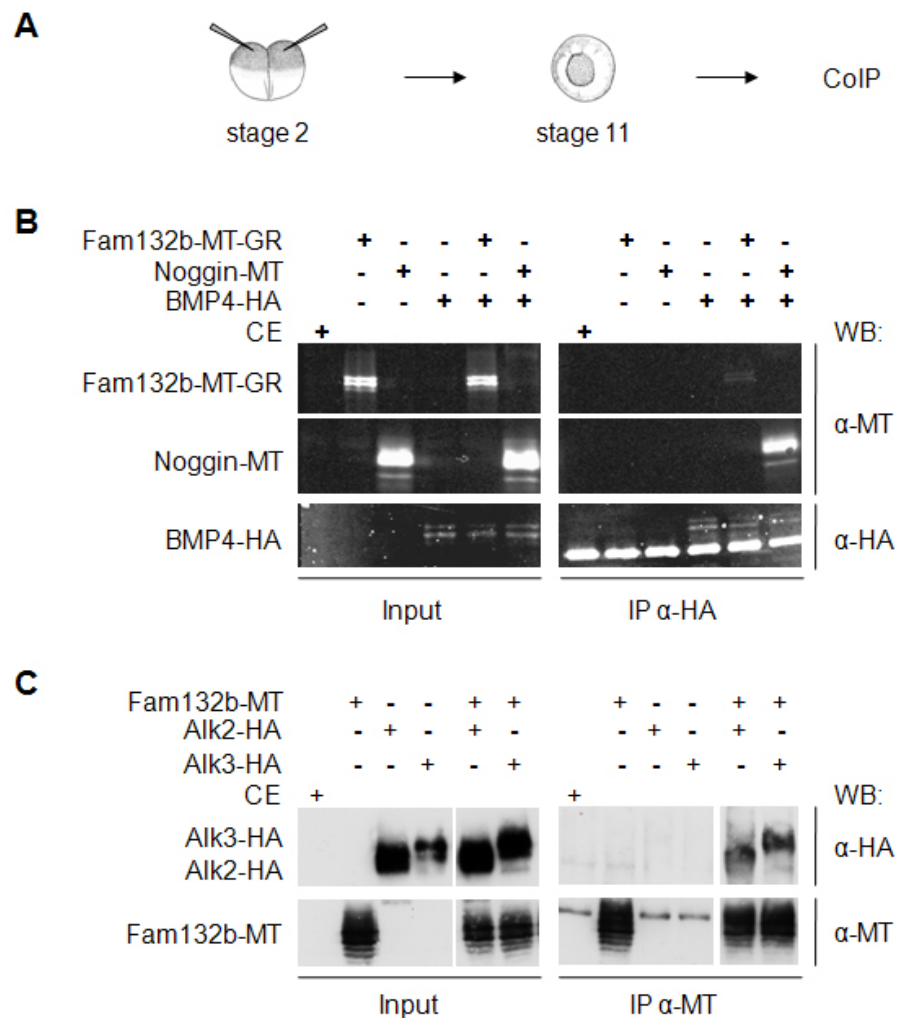 A
stage 2
stage 11
CoIP
B
Fam132b-MT-GR + - - + - + - - + -
Noggin-MT - + - - + - + - - +
BMP4-HA - - + + + - - + + +
CE + + WB:
Fam132b-MT-GR
α-MT
Noggin-MT
BMP4-HA α-HA
Input IP α-HA
C
Fam132b-MT + - - + + + - - + +
Alk2-HA - + - + - - + - + -
Alk3-HA - - + - + - - + - +
CE + + WB:
Alk3-HA
α-HA
Alk2-HA
Fam132b-MT α-MT
Input IP α-MT